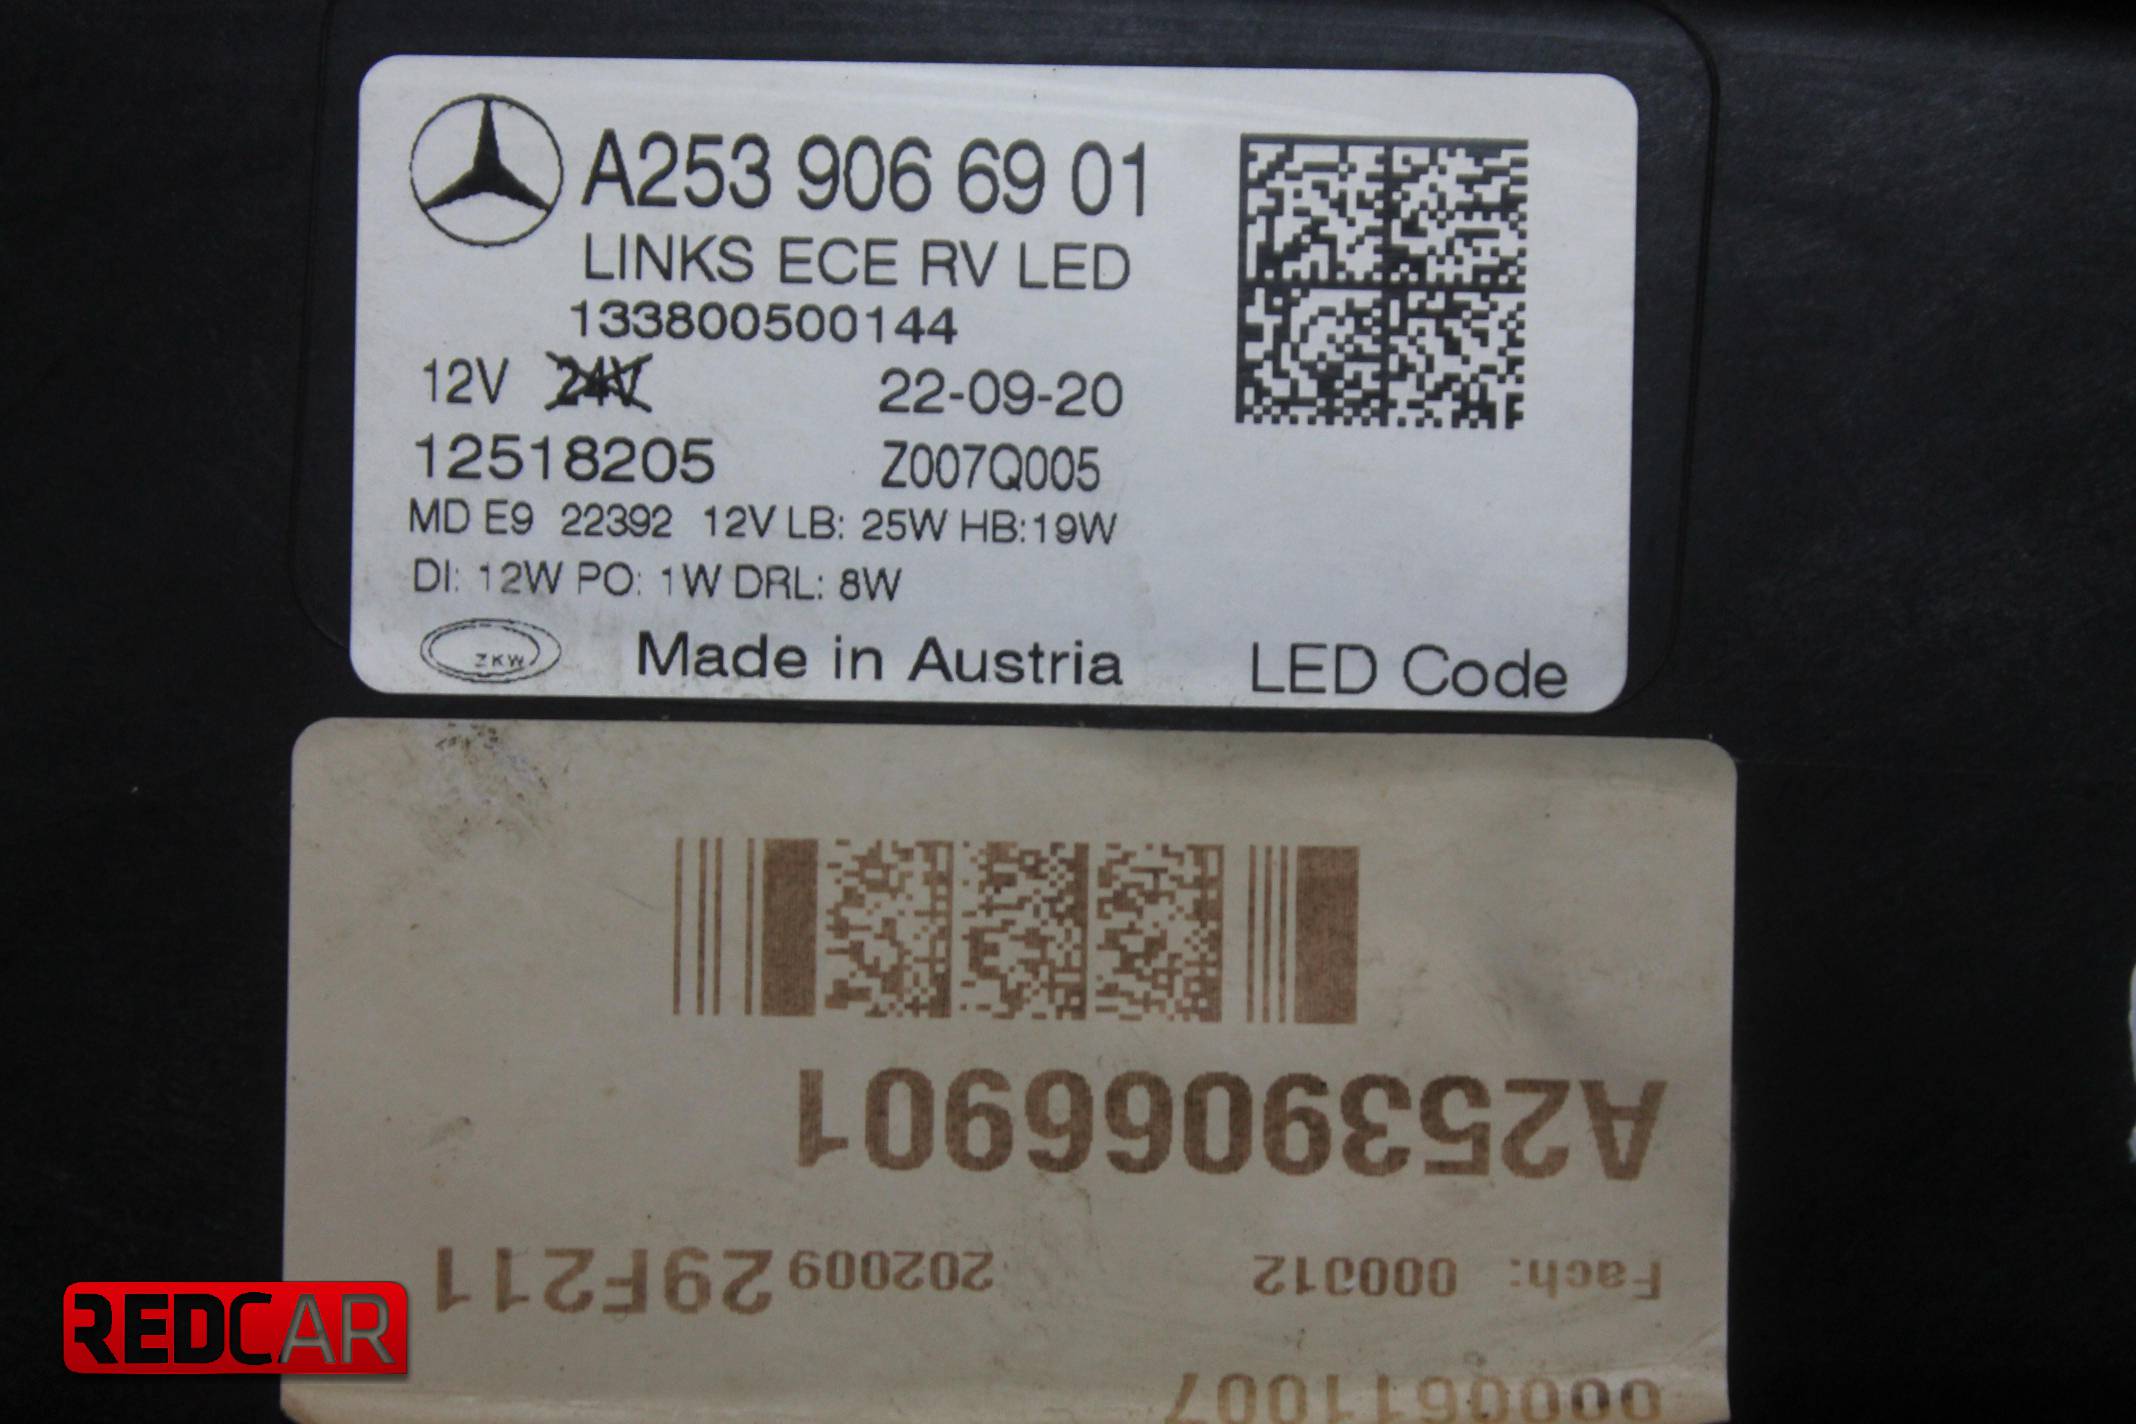 A253 906 69 01
LINKS ECE RV LED
133800500144
12V 24V 22-09-20
12518205 Z007Q005
MD E9 22392 12V LB: 25W HB:19W
DI: 12W PO: 1W DRL: 8W
ZKW Made in Austria LED Code
A2539066901
Fach: 000012 202009 29F211
0000611007
REDCAR